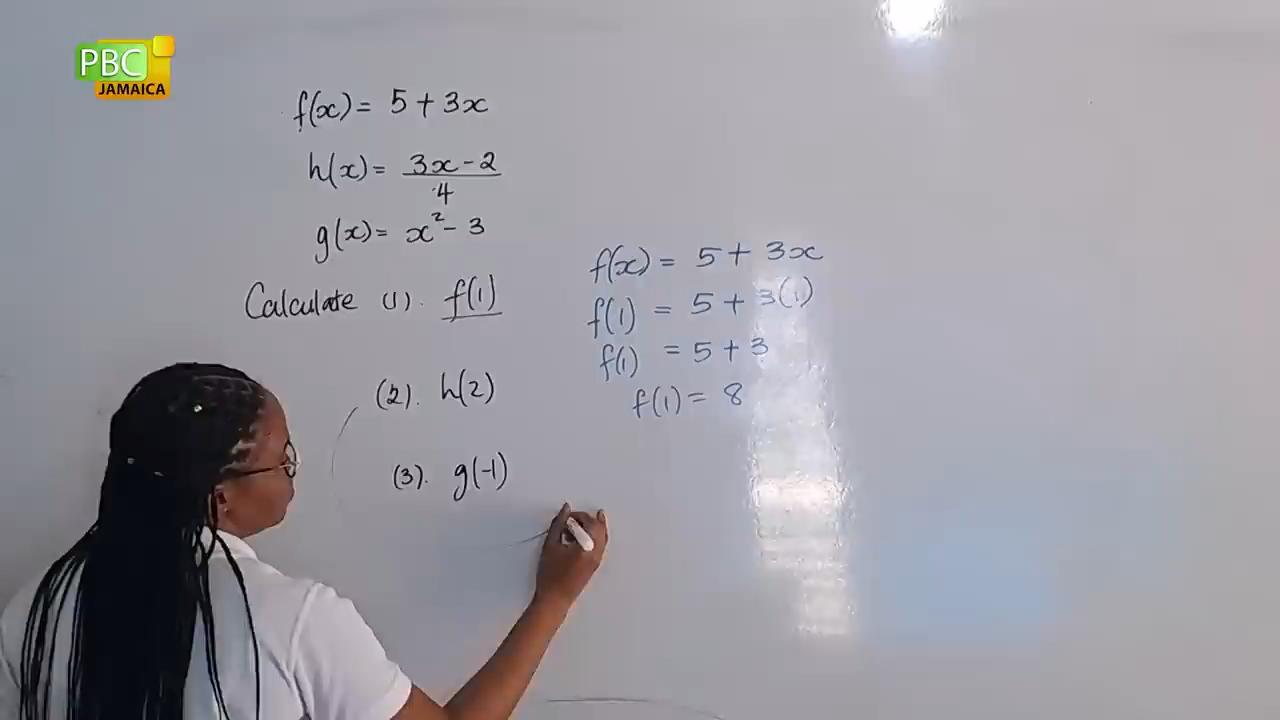 PBC
JAMAICA
f(x) = 5 + 3x
h(x) = 3x - 2
4
g(x) = x² - 3
Calculate (1). f(1)
(2). h(2)
(3). g(-1)
f(x) = 5 + 3x
f(1) = 5 + 3(1)
f(1) = 5 + 3
f(1) = 8